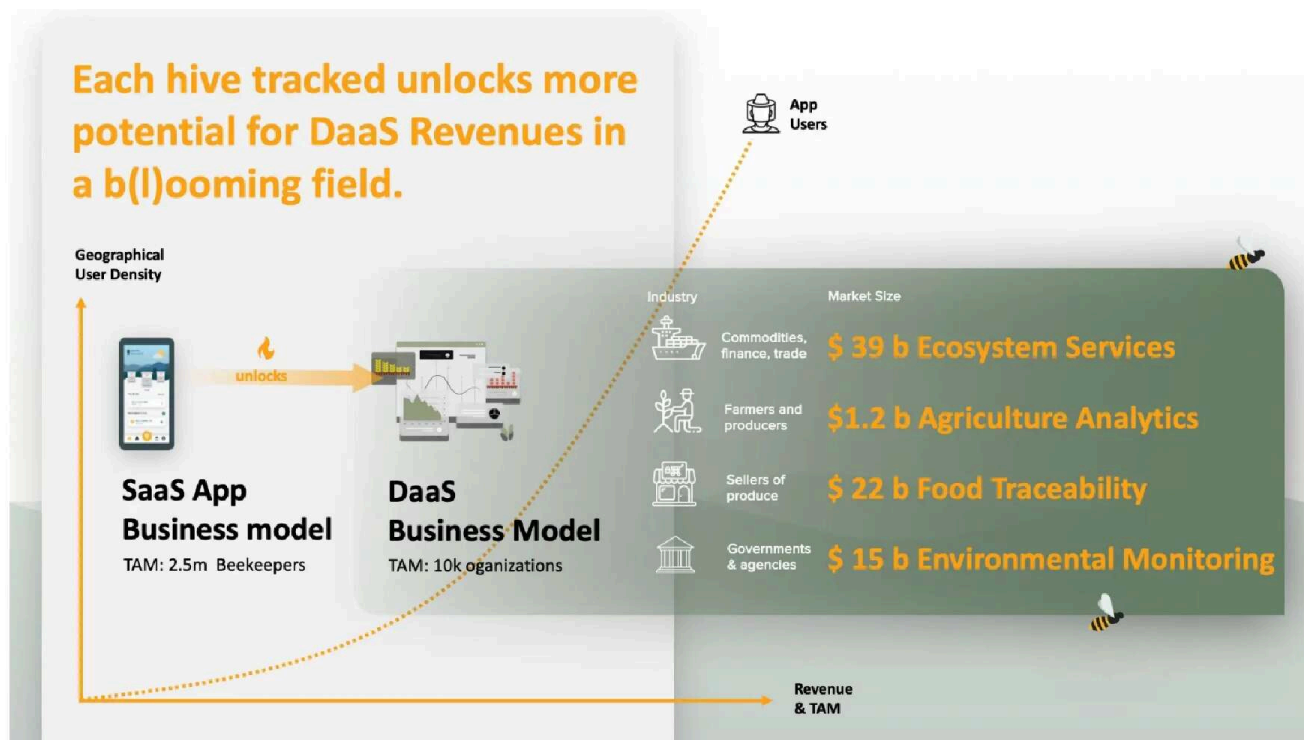 Each hive tracked unlocks more
potential for DaaS Revenues in
a b(l)ooming field.
App
Users
Geographical
User Density
Industry
Market Size
Commodities,
finance, trade
$ 39 b Ecosystem Services
unlocks
Farmers and
producers
$1.2 b Agriculture Analytics
SaaS App
Business model
TAM: 2.5m Beekeepers
DaaS
Business Model
TAM: 10k oganizations
Sellers of
produce
$ 22 b Food Traceability
Governments
& agencies
$ 15 b Environmental Monitoring
Revenue
& TAM